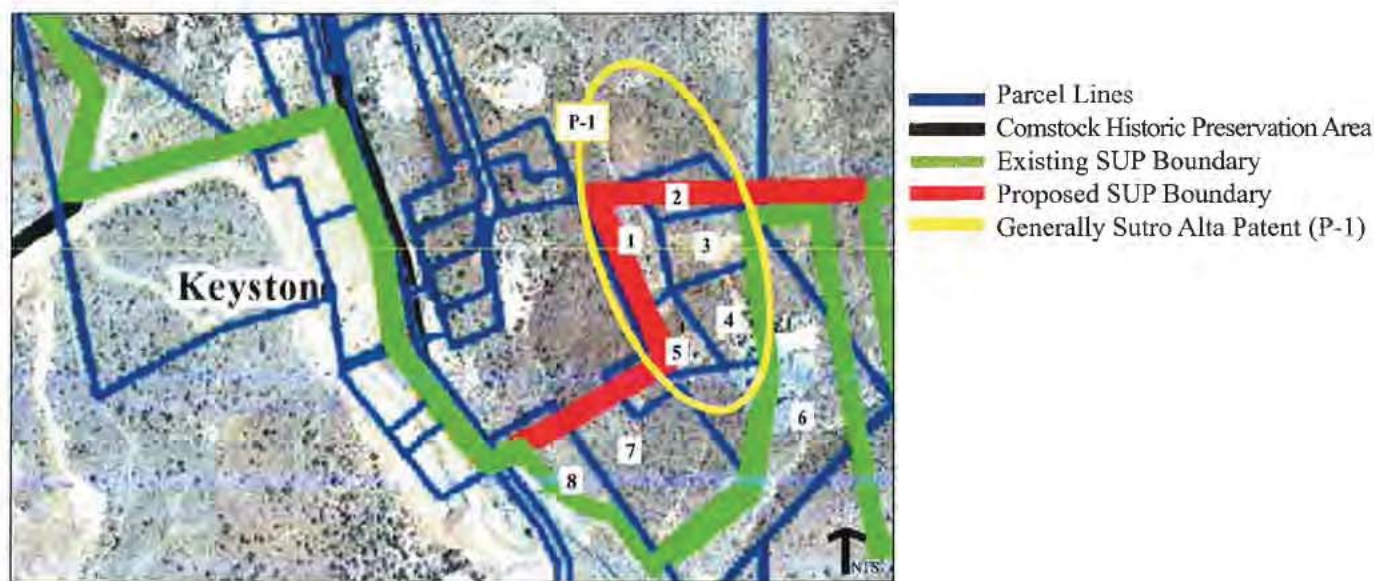 P-1
2
1
3
Keyston
4
5
6
7
8
NTS
Parcel Lines
Comstock Historic Preservation Area
Existing SUP Boundary
Proposed SUP Boundary
Generally Sutro Alta Patent (P-1)